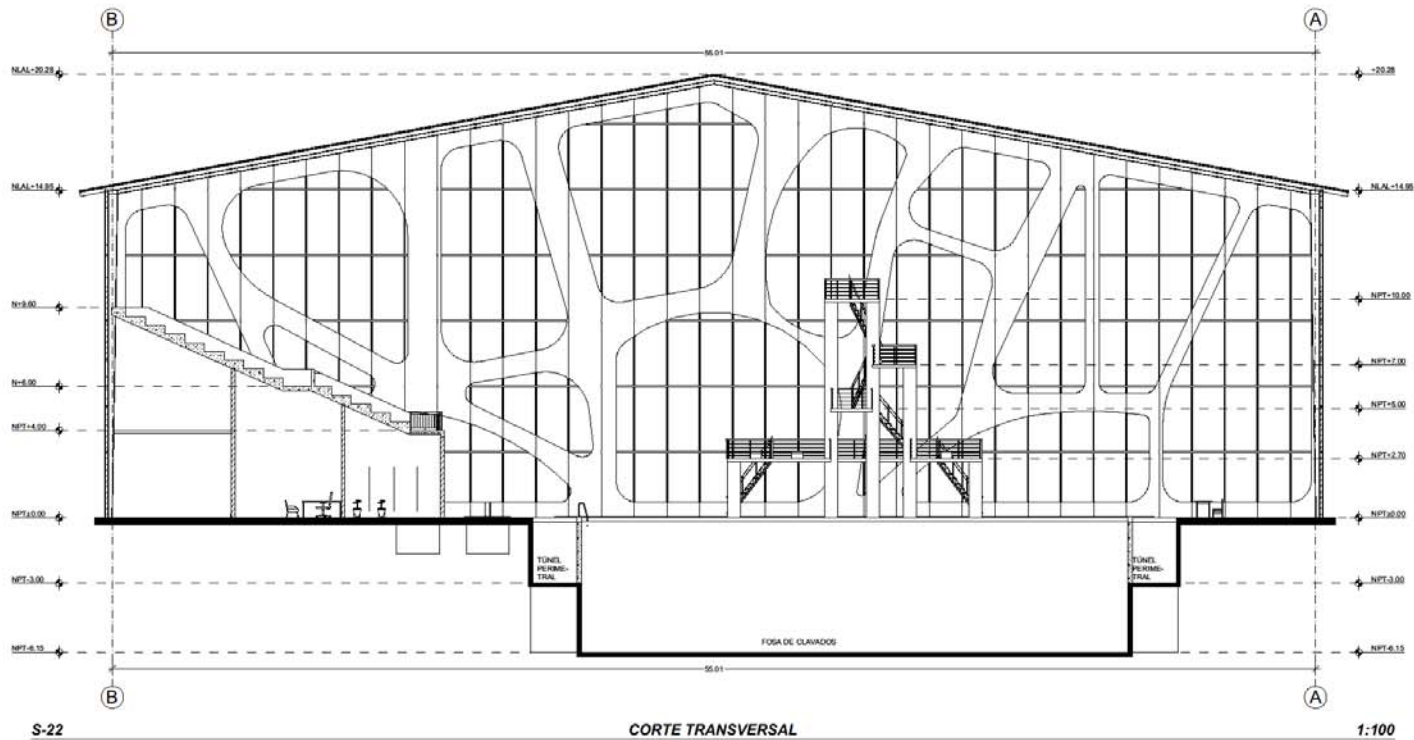 B
A
55.01
NLAL+20.28
+20.28
NLAL+14.95
NLAL+14.95
N+9.60
NPT+10.00
NPT+7.00
N+6.00
NPT+5.00
NPT+4.00
NPT+2.70
NPT±0.00
NPT±0.00
TÚNEL
PERIME-
TRAL
TÚNEL
PERIME-
TRAL
NPT-3.00
NPT-3.00
FOSA DE CLAVADOS
NPT-6.15
NPT-6.15
55.01
B
A
S-22
CORTE TRANSVERSAL
1:100